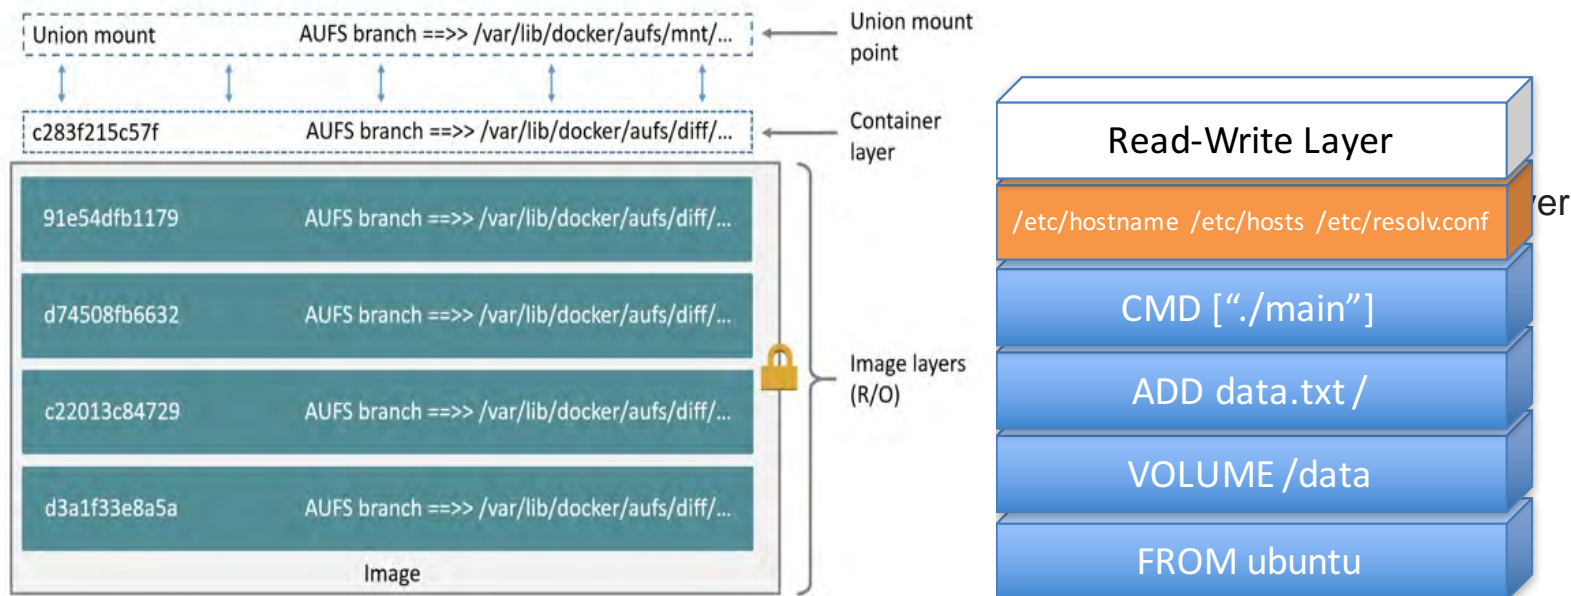 Union mount AUFS branch ==>> /var/lib/docker/aufs/mnt/...
Union mount
point
c283f215c57f AUFS branch ==>> /var/lib/docker/aufs/diff/...
Container
layer
91e54dfb1179 AUFS branch ==>> /var/lib/docker/aufs/diff/...
d74508fb6632 AUFS branch ==>> /var/lib/docker/aufs/diff/...
c22013c84729 AUFS branch ==>> /var/lib/docker/aufs/diff/...
d3a1f33e8a5a AUFS branch ==>> /var/lib/docker/aufs/diff/...
Image
Image layers
(R/O)
Read-Write Layer
/etc/hostname /etc/hosts /etc/resolv.conf
CMD [“./main”]
ADD data.txt /
VOLUME /data
FROM ubuntu